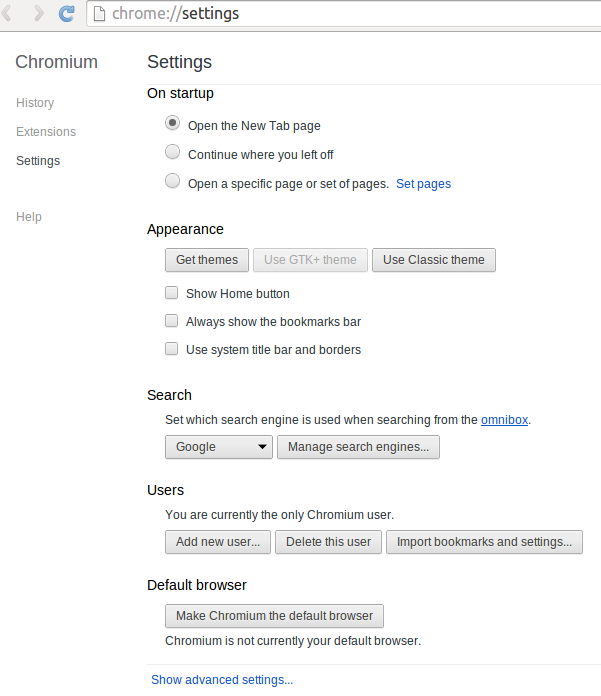 chrome://settings
Chromium
Settings
History
Extensions
Settings
Help
On startup
Open the New Tab page
Continue where you left off
Open a specific page or set of pages. Set pages
Appearance
Get themes Use GTK+ theme Use Classic theme
Show Home button
Always show the bookmarks bar
Use system title bar and borders
Search
Set which search engine is used when searching from the omnibox.
Google Manage search engines...
Users
You are currently the only Chromium user.
Add new user... Delete this user Import bookmarks and settings...
Default browser
Make Chromium the default browser
Chromium is not currently your default browser.
Show advanced settings...